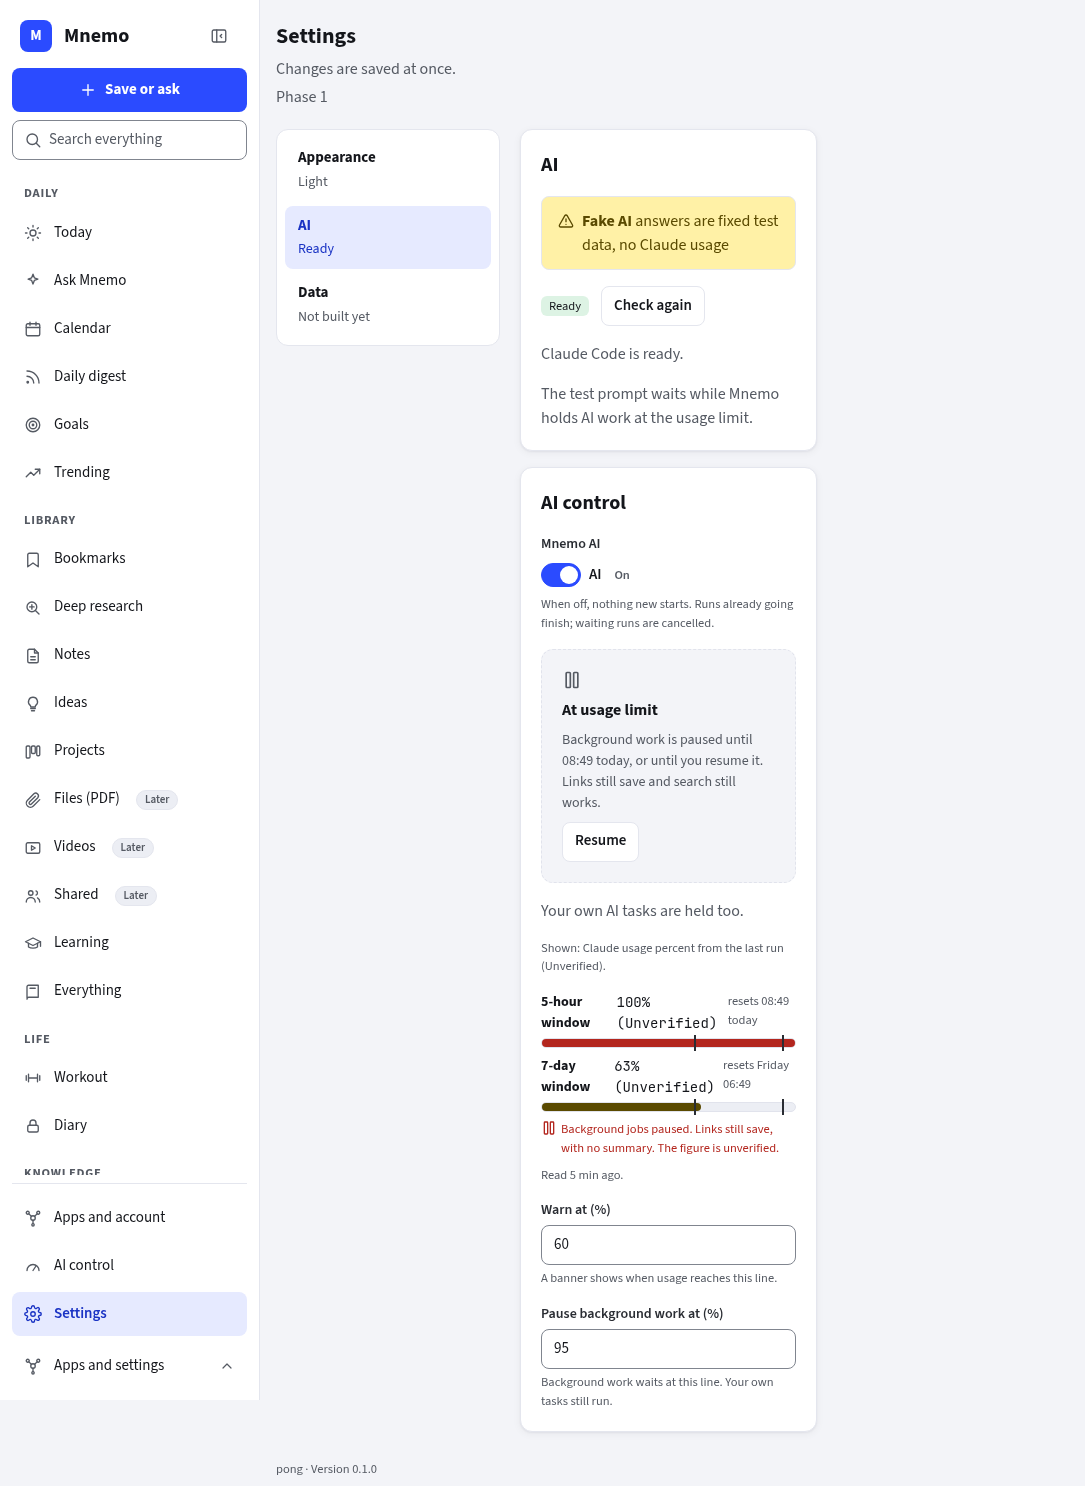 M
Mnemo
Save or ask
Search everything
DAILY
Today
Ask Mnemo
Calendar
Daily digest
Goals
Trending
LIBRARY
Bookmarks
Deep research
Notes
Ideas
Projects
Files (PDF) Later
Videos Later
Shared Later
Learning
Everything
LIFE
Workout
Diary
KNOWLEDGE
Apps and account
AI control
Settings
Apps and settings
Settings
Changes are saved at once.
Phase 1
Appearance
Light
AI
Ready
Data
Not built yet
AI
Fake AI answers are fixed test
data, no Claude usage
Ready Check again
Claude Code is ready.
The test prompt waits while Mnemo
holds AI work at the usage limit.
AI control
Mnemo AI
AI On
When off, nothing new starts. Runs already going
finish; waiting runs are cancelled.
At usage limit
Background work is paused until
08:49 today, or until you resume it.
Links still save and search still
works.
Resume
Your own AI tasks are held too.
Shown: Claude usage percent from the last run
(Unverified).
5-hour 100% resets 08:49
window (Unverified) today
7-day 63% resets Friday
window (Unverified) 06:49
Background jobs paused. Links still save,
with no summary. The figure is unverified.
Read 5 min ago.
Warn at (%)
60
A banner shows when usage reaches this line.
Pause background work at (%)
95
Background work waits at this line. Your own
tasks still run.
pong · Version 0.1.0